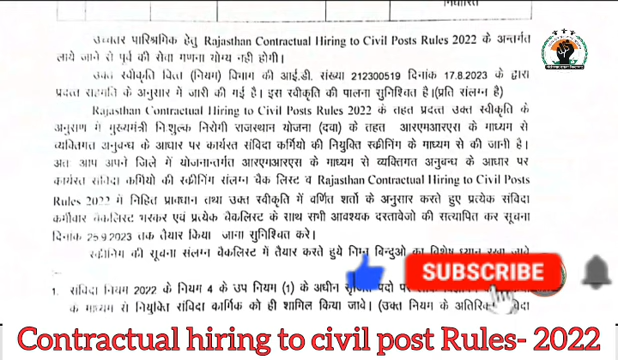 निर्धारित
उच्चतर पारिश्रमिक हेतु Rajasthan Contractual Hiring to Civil Posts Rules 2022 के अन्तर्गत
लाये जाने से पूर्व की सेवा गणना योग्य नही होगी।
उक्त स्वीकृति वित्त (नियम) विभाग की आई.डी. संख्या 212300519 दिनांक 17.8.2023 के द्वारा
प्रदत्त सहमति के अनुसार में जारी की गई है। इस स्वीकृति की पालना सुनिश्चित है।(प्रति संलग्न है)
Rajasthan Contractual Hiring to Civil Posts Rules 2022 के तहत प्रदत्त उक्त स्वीकृति के
अनुसरण में मुख्यमंत्री निःशुल्क निरोगी राजस्थान योजना (दवा) के तहत आरएमआरएस के माध्यम से
व्यक्तिगत अनुबन्ध के आधार पर कार्यरत संविदा कर्मियो की नियुक्ति स्क्रीनिंग के माध्यम से की जानी है।
अत आप अपने जिले में योजनान्तर्गत आरएमआरएस के माध्यम से व्यक्तिगत अनुबन्ध के आधार पर
कार्यरत संविदा कर्मियो की स्क्रीनिंग संलग्न चैक लिस्ट व Rajasthan Contractual Hiring to Civil Posts
Rules 2022 में निहित प्रावधान तथा उक्त स्वीकृति में वर्णित शर्तो के अनुसार करते हुए प्रत्येक संविदा
कर्मीवार चैकलिस्ट भरकर एवं प्रत्येक चैकलिस्ट के साथ सभी आवश्यक दस्तावेजो की सत्यापित कर सूचना
दिनाक 25.9.2023 तक तैयार किया जाना सुनिश्चित करे।
स्क्रीनिंग की सूचना संलग्न चैकलिस्ट में तैयार करते हुये निम्न बिन्दुओ का विशेष ध्यान रखा जावे
1. संविदा नियम 2022 के नियम 4 के उप नियम (1) के अधीन सृजित पदो पर
के माध्यम से नियुक्ति संविदा कार्मिक को ही शामिल किया जावे। (उक्त नियम के अतिरिक्त
SUBSCRIBE
Contractual hiring to civil post Rules- 2022